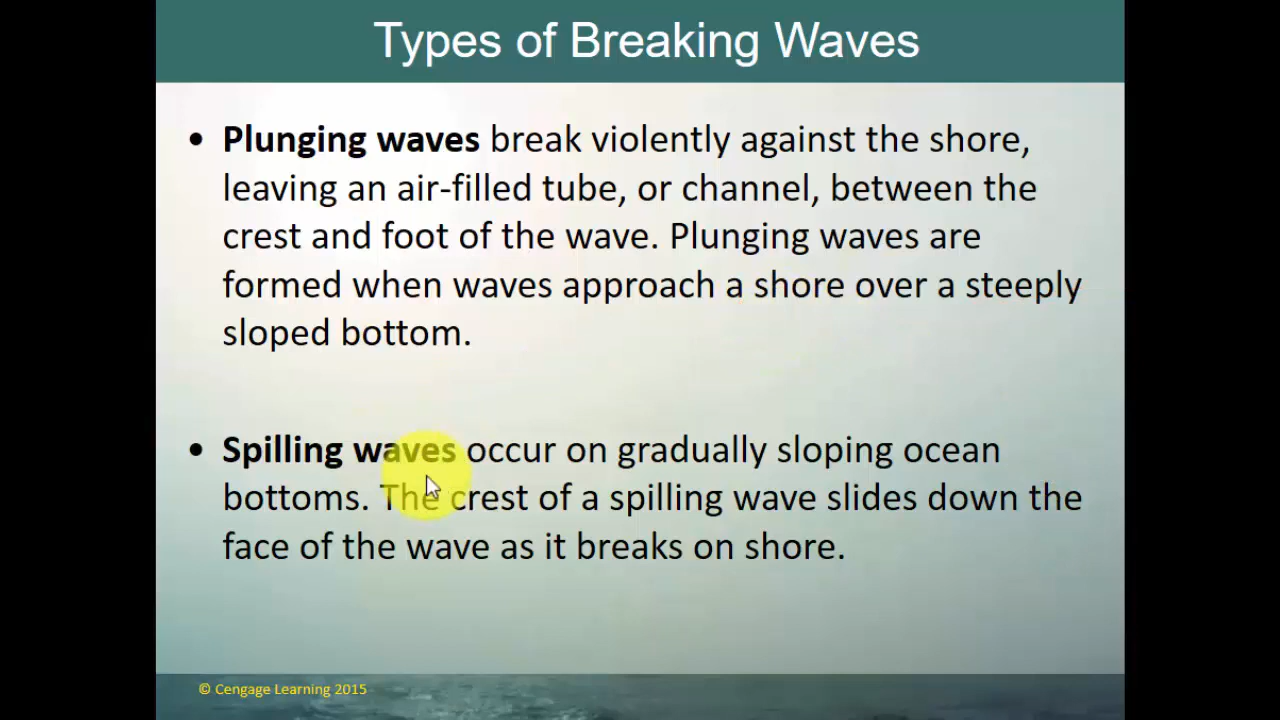 Types of Breaking Waves
• Plunging waves break violently against the shore,
leaving an air-filled tube, or channel, between the
crest and foot of the wave. Plunging waves are
formed when waves approach a shore over a steeply
sloped bottom.
• Spilling waves occur on gradually sloping ocean
bottoms. The crest of a spilling wave slides down the
face of the wave as it breaks on shore.
© Cengage Learning 2015